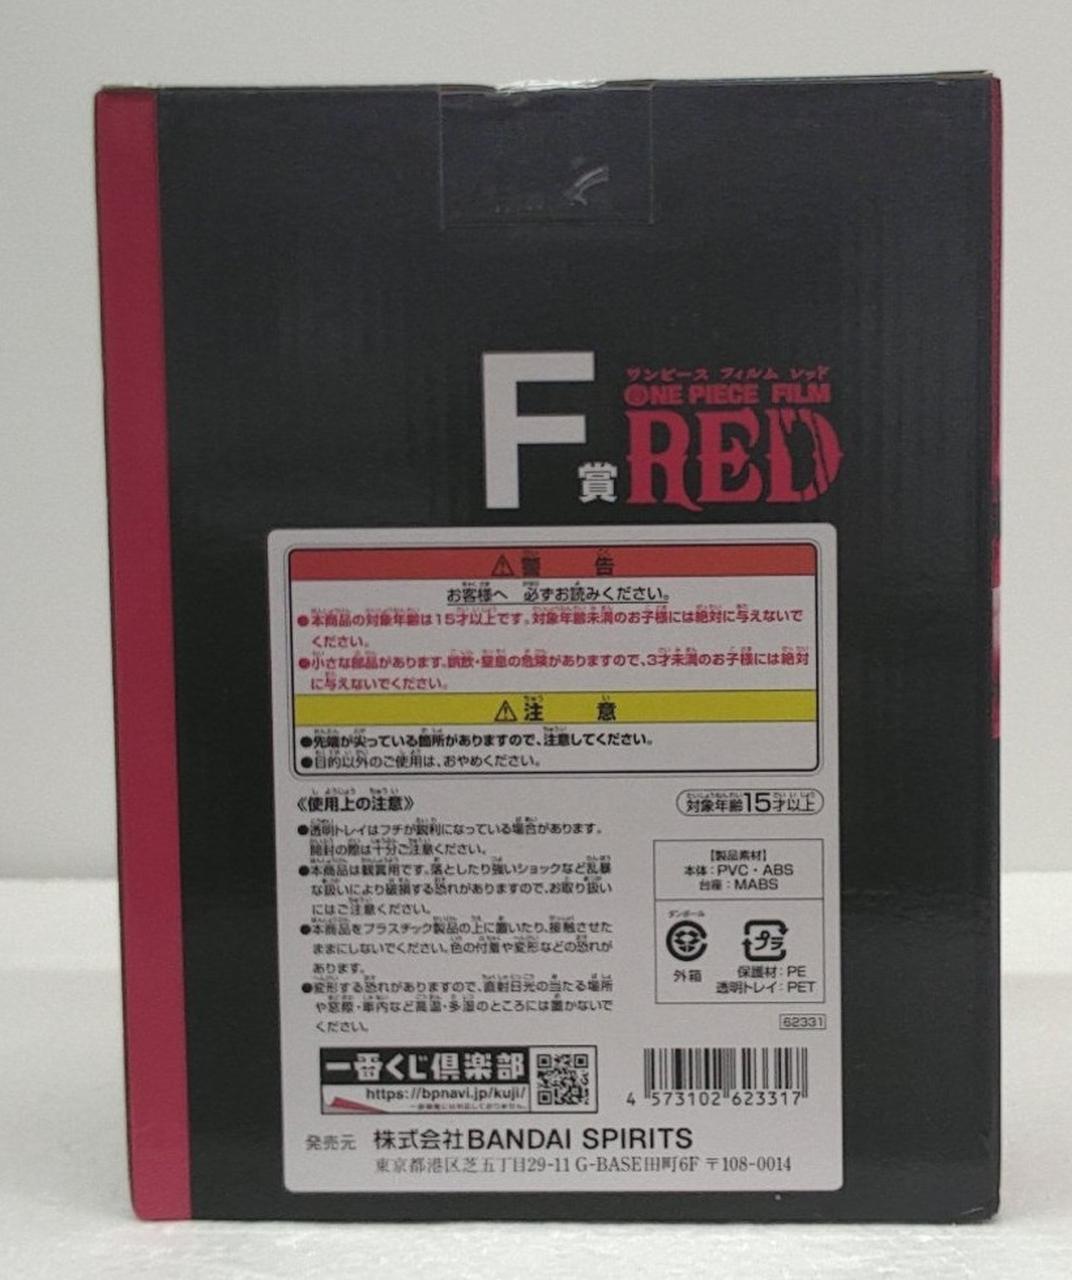 F賞
ワンピース フィルム レッド
ONE PIECE FILM
RED
⚠警 告
お客様へ 必ずお読みください。
●本商品の対象年齢は15才以上です。対象年齢未満のお子様には絶対に与えないで
ください。
●小さな部品があります。誤飲・窒息の危険がありますので、3才未満のお子様には絶対
に与えないでください。
⚠注 意
●先端が尖っている箇所がありますので、注意してください。
●目的以外のご使用は、おやめください。
《使用上の注意》
対象年齢15才以上
●透明トレイはフチが鋭利になっている場合があります。
開封の際は十分ご注意ください。
●本商品は観賞用です。落としたり強いショックなど乱暴
な扱いにより破損する恐れがありますので、お取り扱い
にはご注意ください。
●本商品をプラスチック製品の上に置いたり、接触させた
ままにしないでください。色の付着や変形などの恐れが
あります。
●変形する恐れがありますので、直射日光の当たる場所
や窓際・車内など高温・多湿のところには置かないで
ください。
【製品素材】
本体：PVC・ABS
台座：MABS
ダンボール
外箱
プラ
保護材：PE
透明トレイ：PET
62331
一番くじ倶楽部
https://bpnavi.jp/kuji/
4 573102 623317
発売元 株式会社BANDAI SPIRITS
東京都港区芝五丁目29-11 G-BASE田町6F 〒108-0014